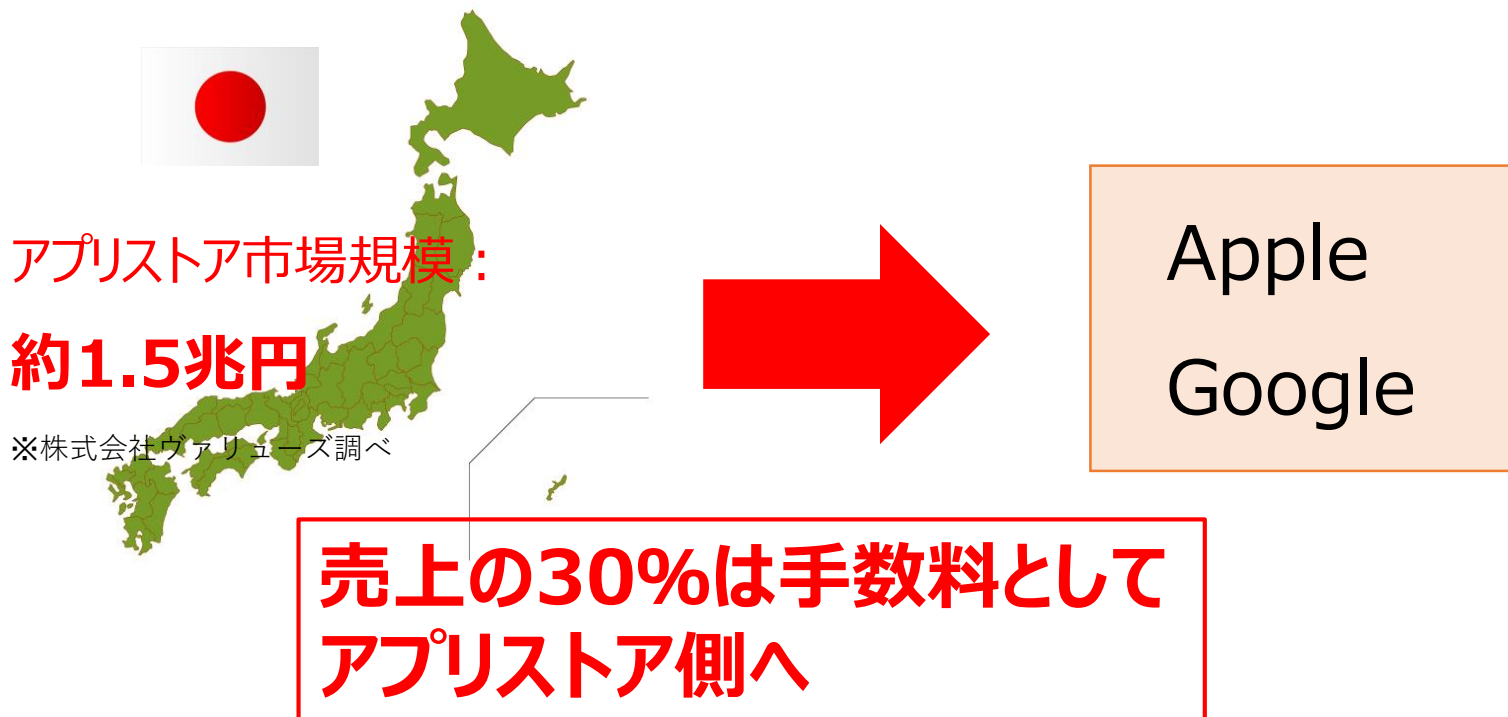 アプリストア市場規模：
約1.5兆円
※株式会社ヴァリューズ調べ
Apple
Google
売上の30%は手数料として
アプリストア側へ